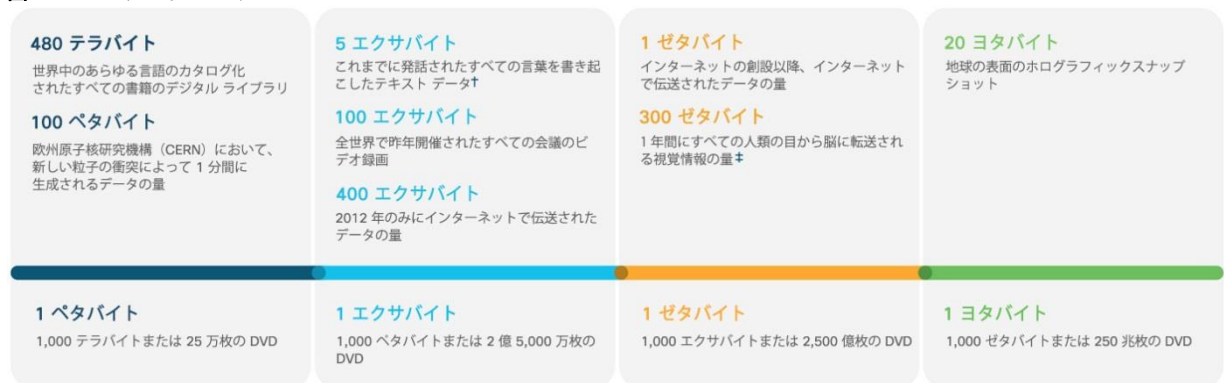 480 テラバイト
世界中のあらゆる言語のカタログ化
されたすべての書籍のデジタル ライブラリ
100 ペタバイト
欧州原子核研究機構（CERN）において、
新しい粒子の衝突によって 1 分間に
生成されるデータの量
5 エクサバイト
これまでに発話されたすべての言葉を書き起
こしたテキスト データ†
100 エクサバイト
全世界で昨年開催されたすべての会議のビ
デオ録画
400 エクサバイト
2012 年のみにインターネットで伝送された
データの量
1 ゼタバイト
インターネットの創設以降、インターネット
で伝送されたデータの量
300 ゼタバイト
1 年間にすべての人類の目から脳に転送され
る視覚情報の量‡
20 ヨタバイト
地球の表面のホログラフィックスナップ
ショット
1 ペタバイト
1,000 テラバイトまたは 25 万枚の DVD
1 エクサバイト
1,000 ペタバイトまたは 2 億 5,000 万枚の
DVD
1 ゼタバイト
1,000 エクサバイトまたは 2,500 億枚の DVD
1 ヨタバイト
1,000 ゼタバイトまたは 250 兆枚の DVD